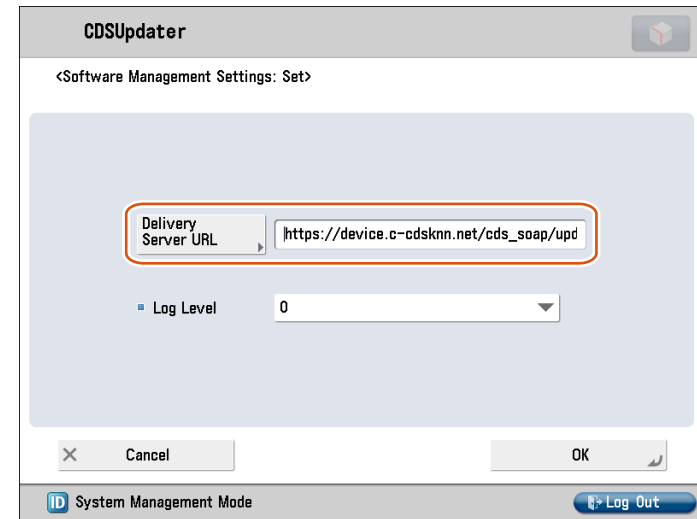 CDSUpdater
<Software Management Settings: Set>
Delivery
Server URL
https://device.c-cdsknn.net/cds_soap/upd
Log Level
0
Cancel
OK
ID System Management Mode
Log Out